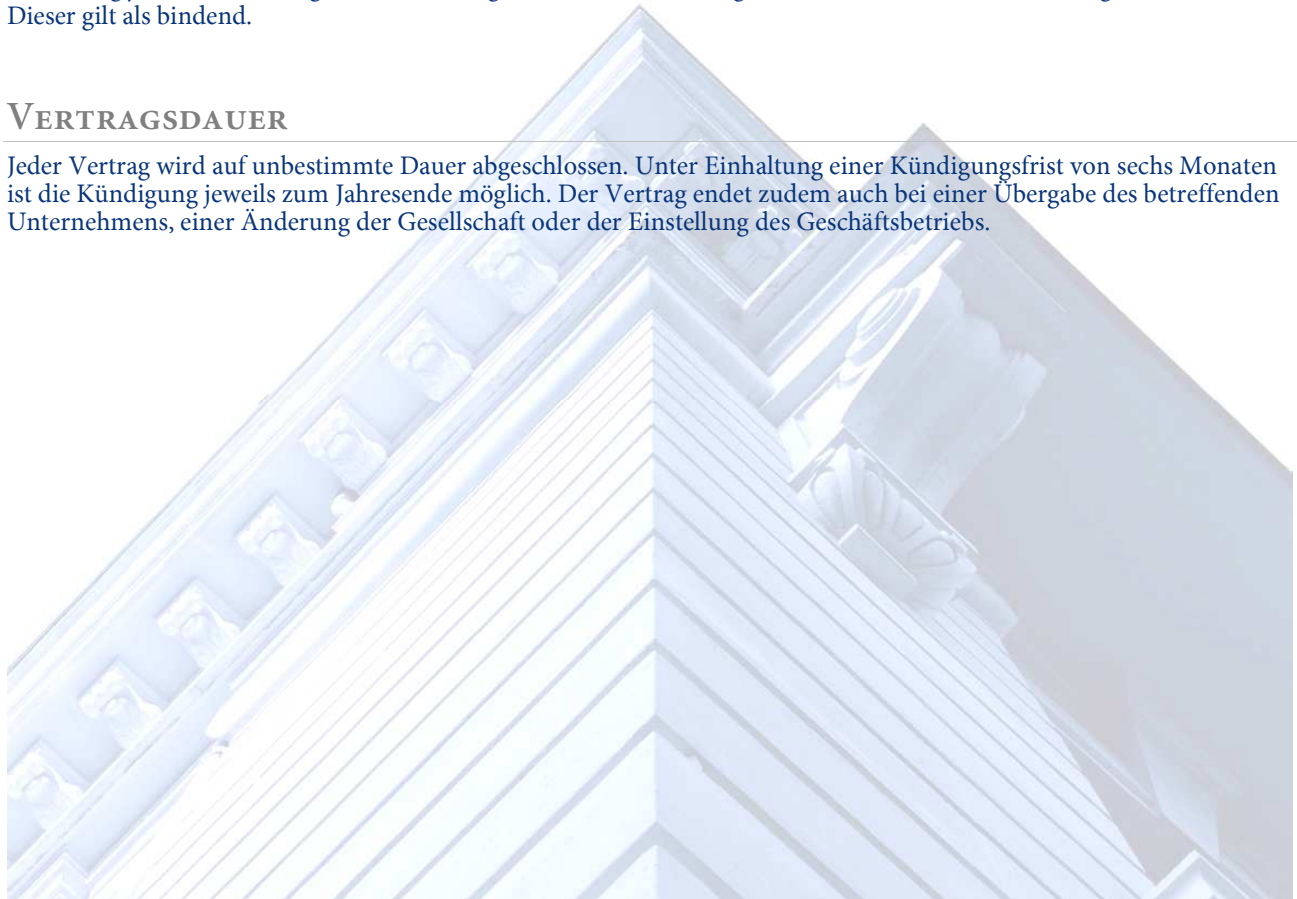 Dieser gilt als bindend.
VERTRAGSDAUER
Jeder Vertrag wird auf unbestimmte Dauer abgeschlossen. Unter Einhaltung einer Kündigungsfrist von sechs Monaten
ist die Kündigung jeweils zum Jahresende möglich. Der Vertrag endet zudem auch bei einer Übergabe des betreffenden
Unternehmens, einer Änderung der Gesellschaft oder der Einstellung des Geschäftsbetriebs.